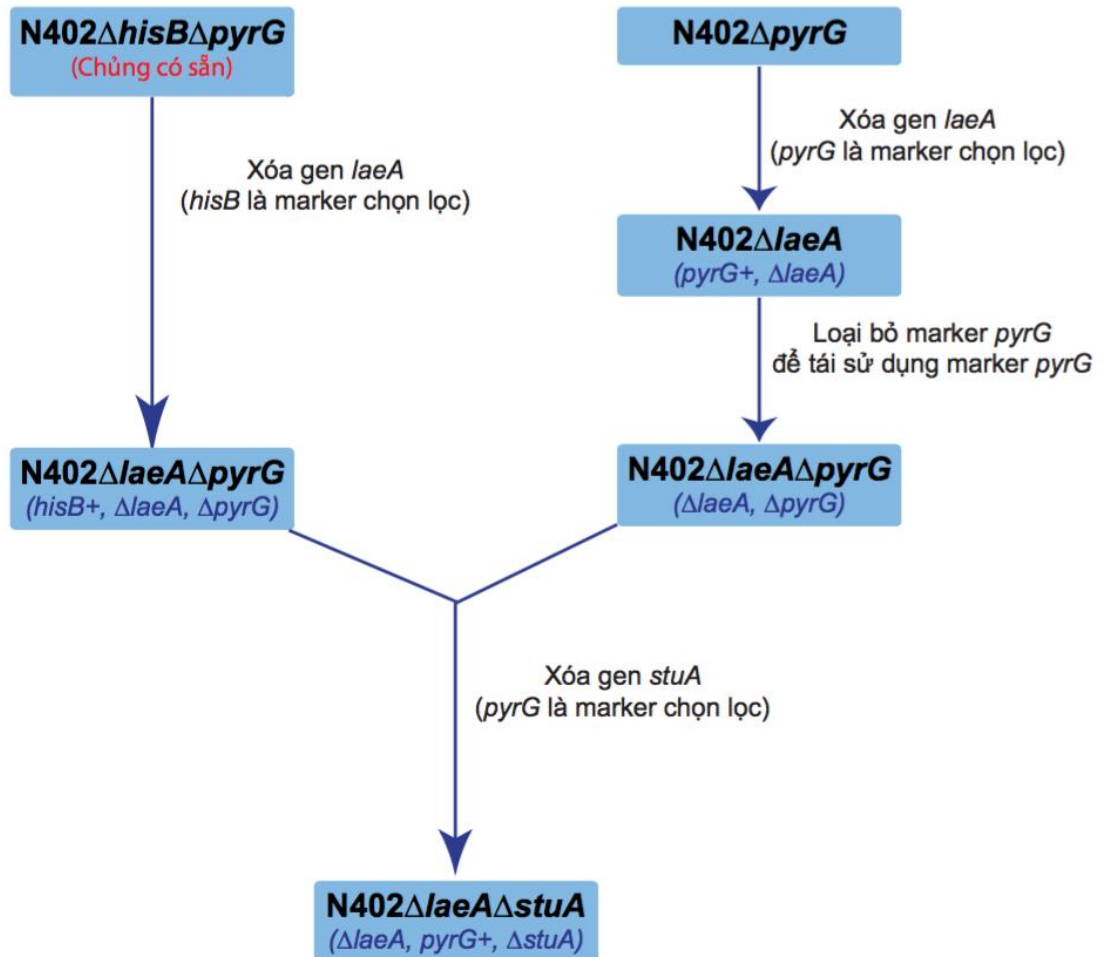 N402ΔhisBΔpyrG
(Chủng có sẵn)
Xóa gen laeA
(hisB là marker chọn lọc)
N402ΔlaeAΔpyrG
(hisB+, ΔlaeA, ΔpyrG)
N402ΔpyrG
Xóa gen laeA
(pyrG là marker chọn lọc)
N402ΔlaeA
(pyrG+, ΔlaeA)
Loại bỏ marker pyrG
để tái sử dụng marker pyrG
N402ΔlaeAΔpyrG
(ΔlaeA, ΔpyrG)
Xóa gen stuA
(pyrG là marker chọn lọc)
N402ΔlaeAΔstuA
(ΔlaeA, pyrG+, ΔstuA)